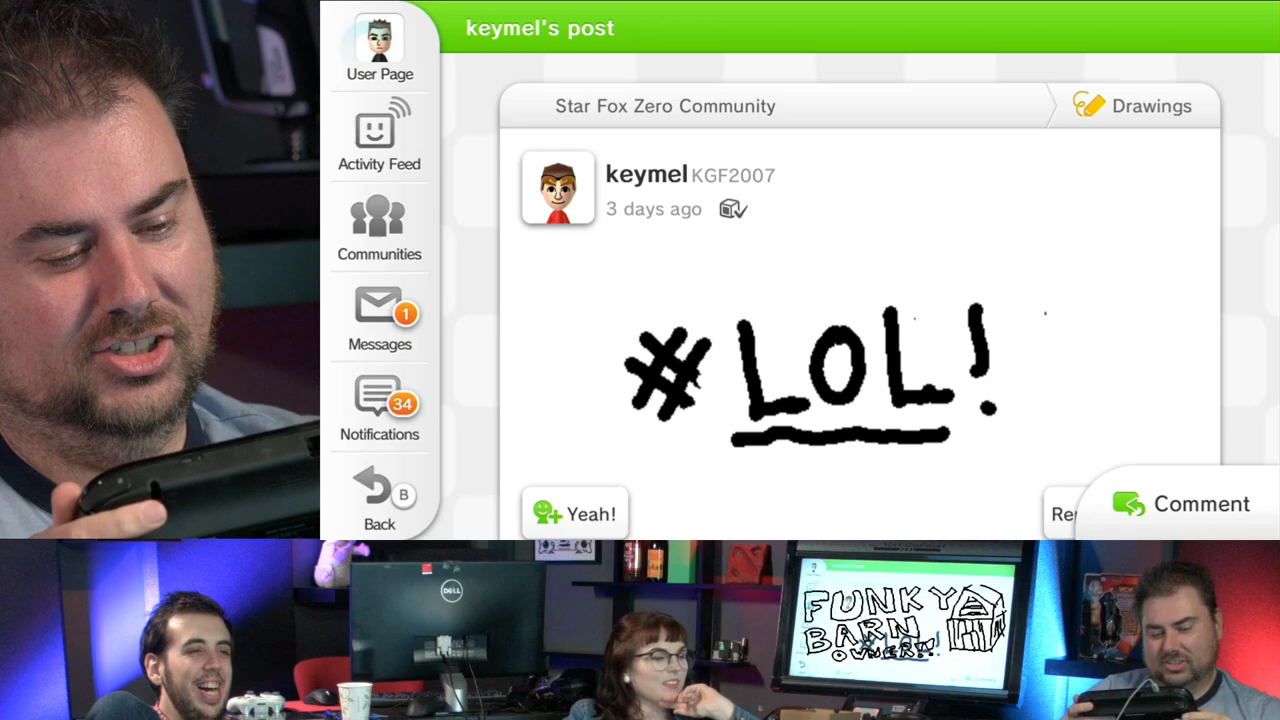 keymel's post
User Page
Activity Feed
Communities
1
Messages
34
Notifications
B
Back
Star Fox Zero Community
Drawings
keymel KGF2007
3 days ago
#LOL!
Yeah!
Comment
DELL
FUNKY
BARN
OWNER!!